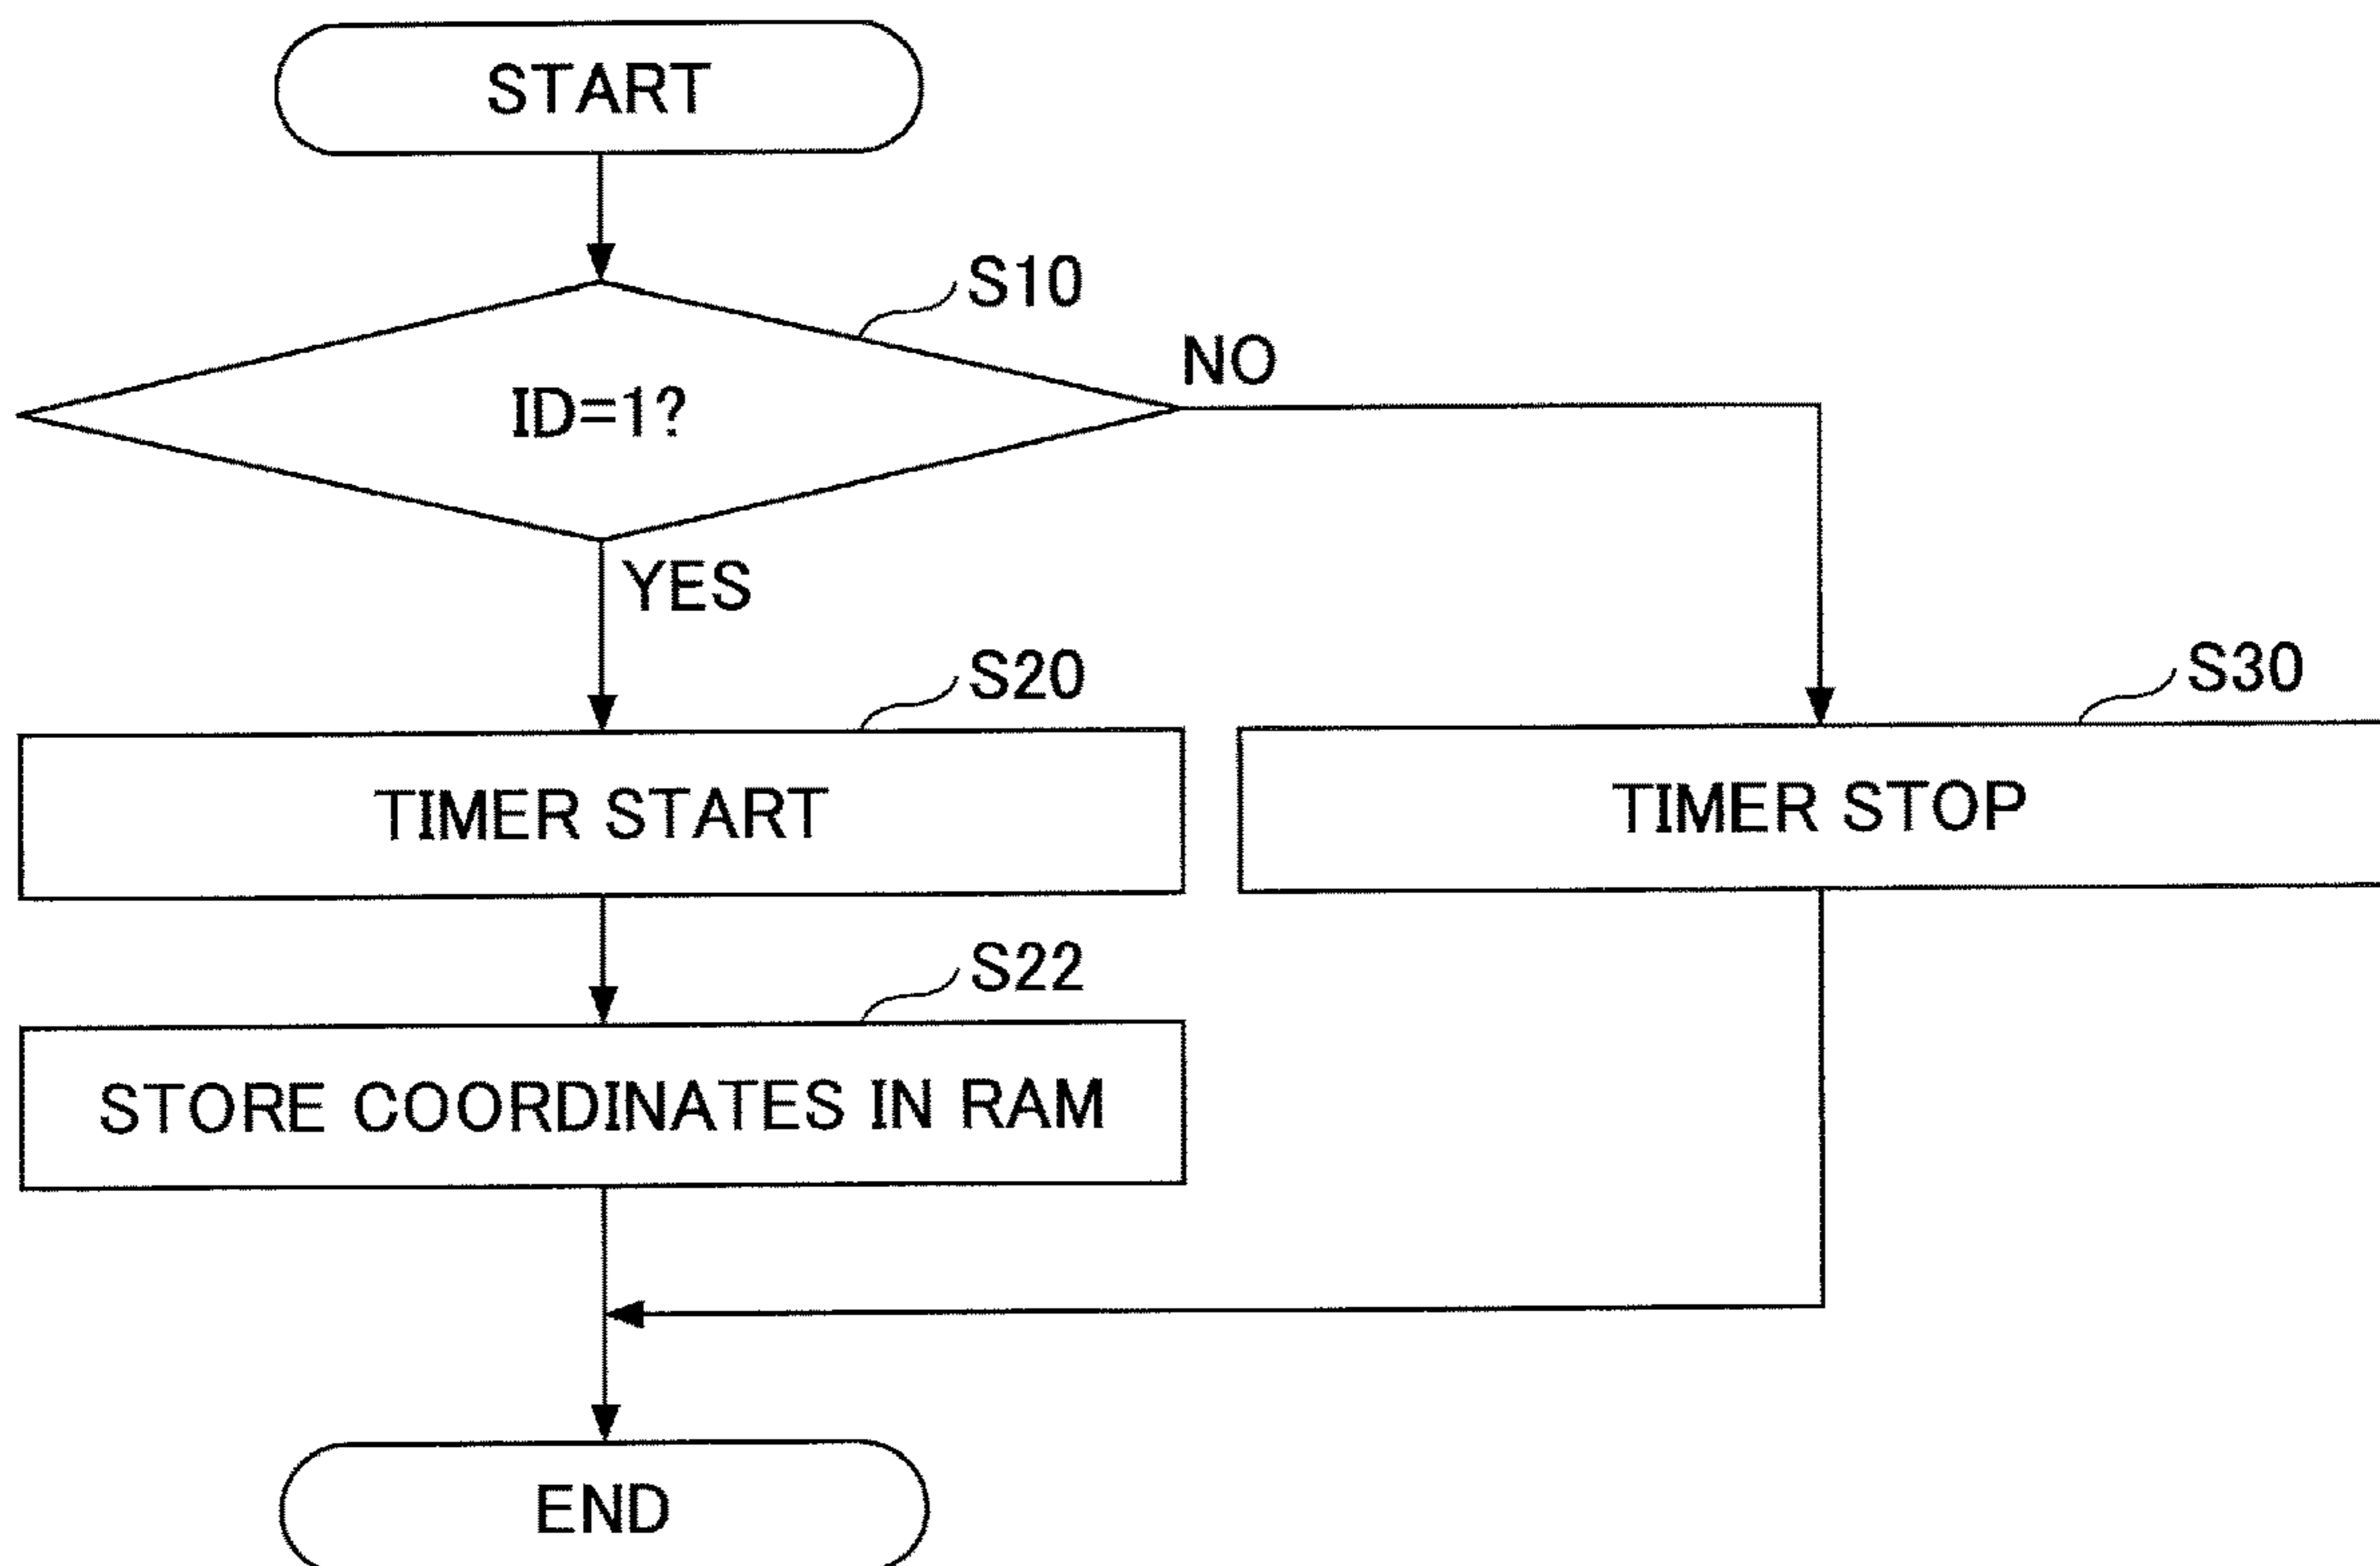 START
S10
NO
ID=1?
YES
S20
S30
TIMER START
TIMER STOP
S22
STORE COORDINATES IN RAM
END